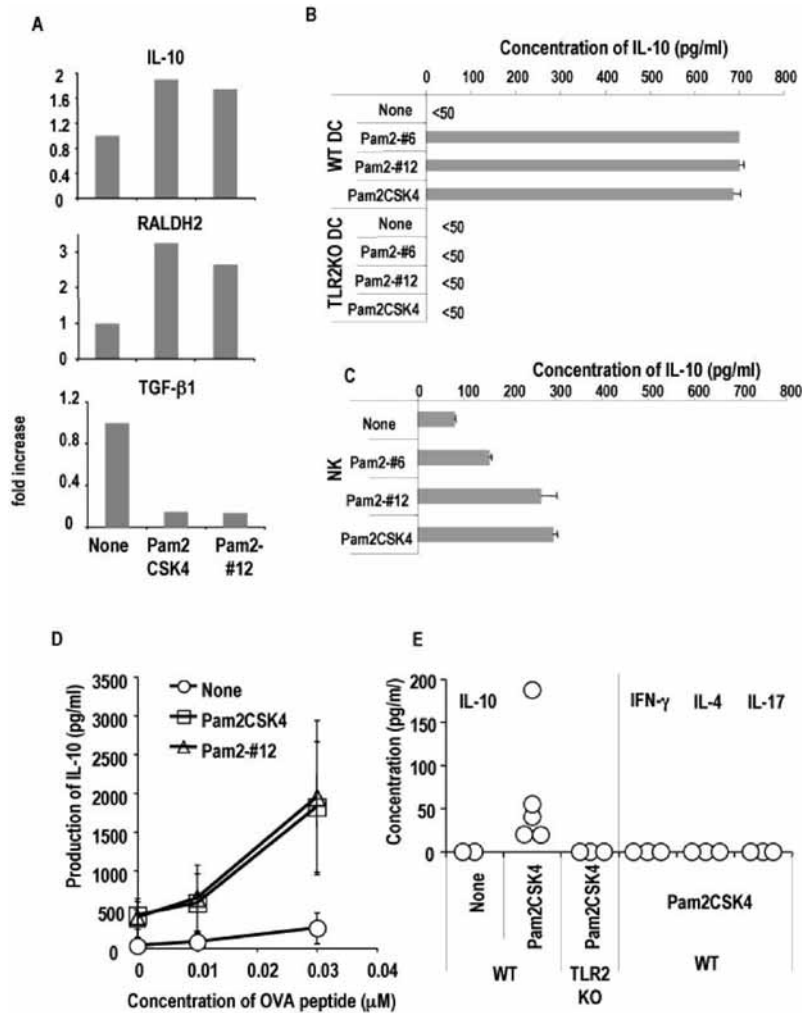 A
IL-10
2
1.6
1.2
0.8
0.4
0
RALDH2
3
2
1
0
TGF-β1
1.2
0.8
0.4
0
fold increase
None Pam2 CSK4 Pam2-#12
B
Concentration of IL-10 (pg/ml)
0 100 200 300 400 500 600 700 800
WT DC
None <50
Pam2-#6
Pam2-#12
Pam2CSK4
TLR2KO DC
None <50
Pam2-#6 <50
Pam2-#12 <50
Pam2CSK4 <50
C
Concentration of IL-10 (pg/ml)
0 100 200 300 400 500 600 700 800
NK
None
Pam2-#6
Pam2-#12
Pam2CSK4
D
Production of IL-10 (pg/ml)
3500
3000
2500
2000
1500
1000
500
0
None
Pam2CSK4
Pam2-#12
0 0.01 0.02 0.03 0.04
Concentration of OVA peptide (µM)
E
Concentration (pg/m/)
200
150
100
50
0
IL-10 IFN-γ IL-4 IL-17
None
Pam2CSK4
Pam2CSK4
Pam2CSK4
WT
TLR2
KO
WT